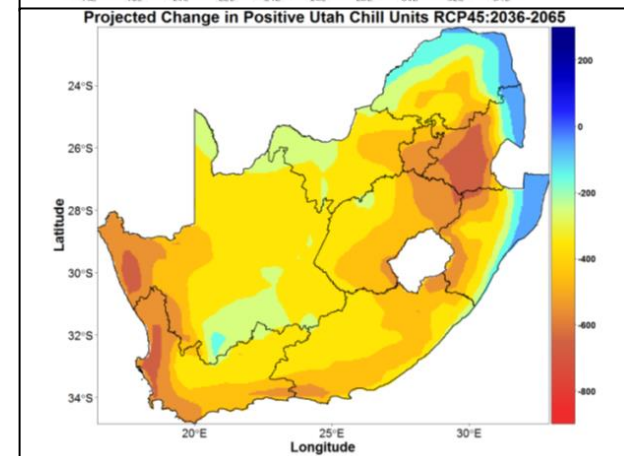 Projected Change in Positive Utah Chill Units RCP45:2036-2065
24°S
26°S
28°S
30°S
32°S
34°S
Latitude
20°E
25°E
30°E
Longitude
200
0
-200
-400
-600
-800